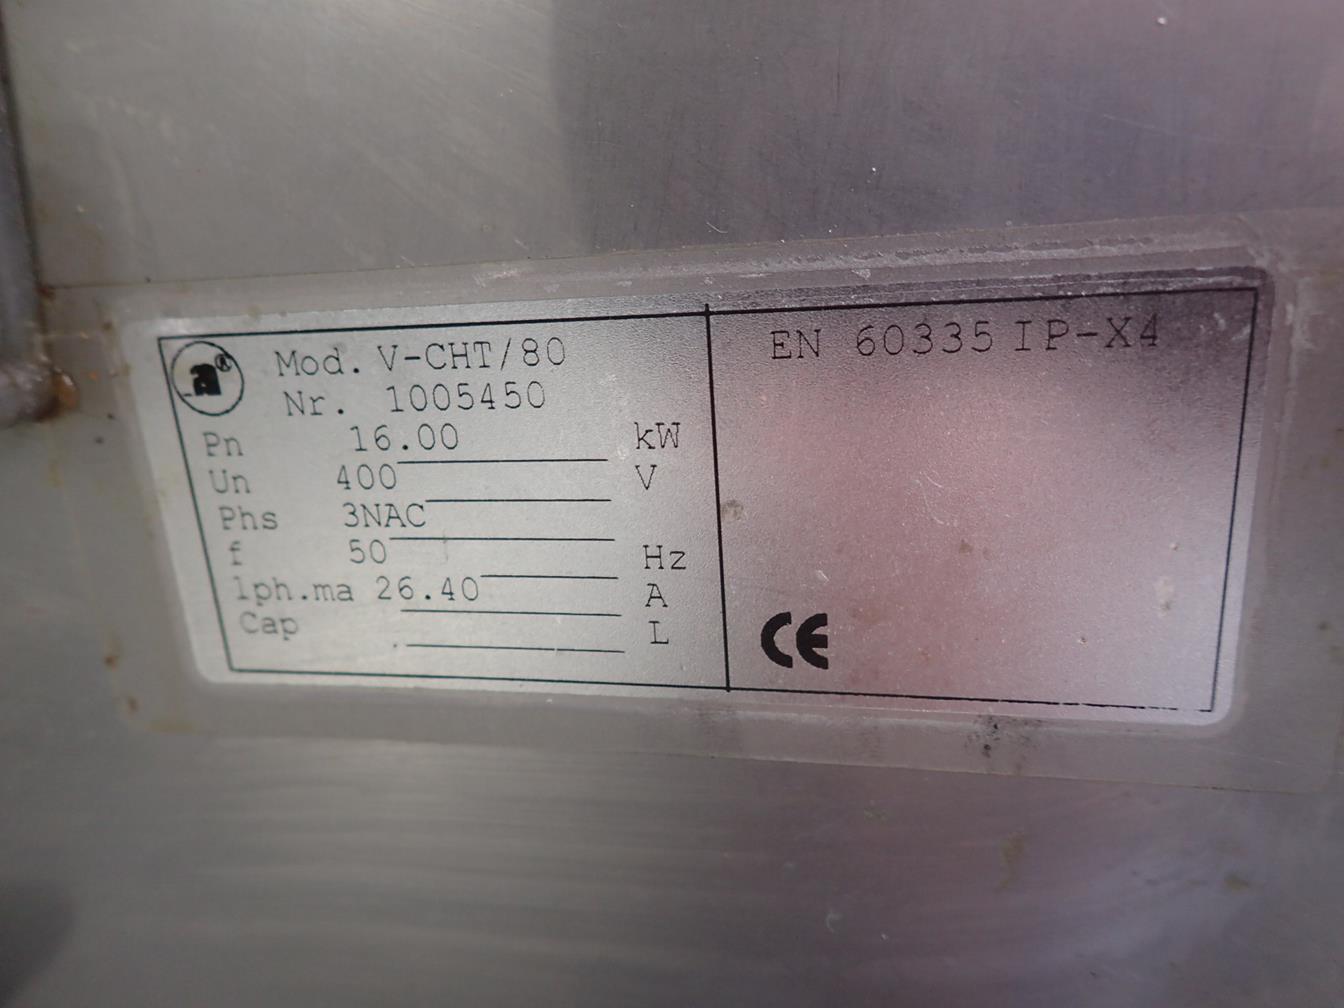 a®
Mod. V-CHT/80
Nr. 1005450
Pn 16.00 kW
Un 400 V
Phs 3NAC
f 50 Hz
lph.ma 26.40 A
Cap . L
EN 60335 IP-X4
CE